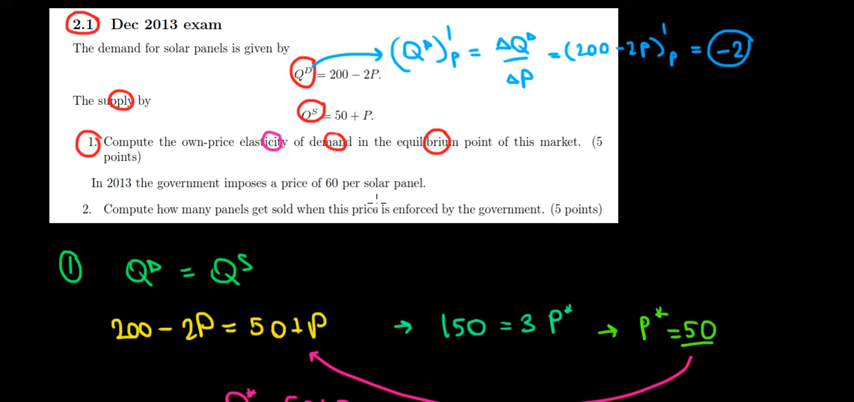 2.1 Dec 2013 exam
The demand for solar panels is given by
Q^D = 200 − 2P.
(Q^D)'_P = ΔQ^D / ΔP = (200 - 2P)'_P = -2
The supply by
Q^S = 50 + P.
1. Compute the own-price elasticity of demand in the equilibrium point of this market. (5
points)
In 2013 the government imposes a price of 60 per solar panel.
2. Compute how many panels get sold when this price is enforced by the government. (5 points)
① Q^D = Q^S
200 - 2P = 50 + P → 150 = 3 P* → P* = 50